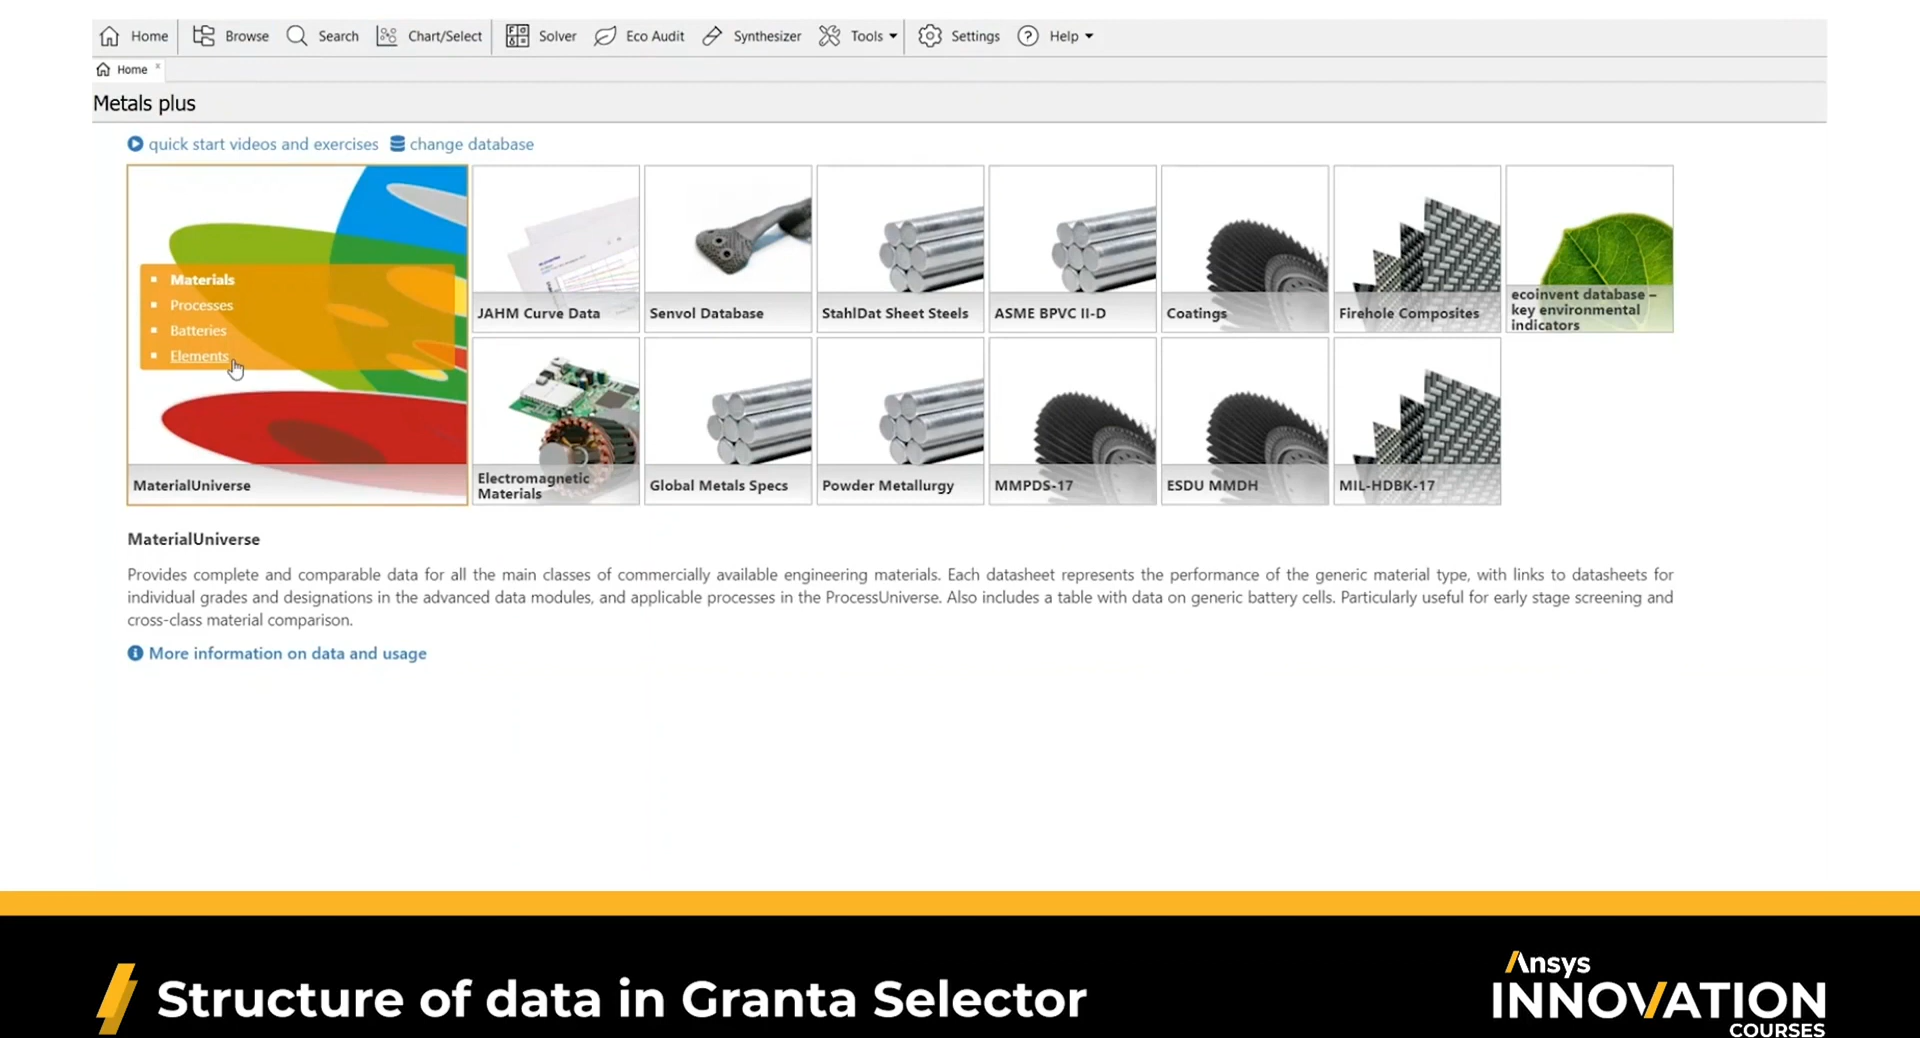 Home Browse Search Chart/Select Solver Eco Audit Synthesizer Tools Settings Help
Home x
Metals plus
quick start videos and exercises change database
Materials
Processes
Batteries
Elements
MaterialUniverse
JAHM Curve Data
Senvol Database
StahlDat Sheet Steels
ASME BPVC II-D
Coatings
Firehole Composites
ecoinvent database –
key environmental
indicators
Electromagnetic
Materials
Global Metals Specs
Powder Metallurgy
MMPDS-17
ESDU MMDH
MIL-HDBK-17
MaterialUniverse
Provides complete and comparable data for all the main classes of commercially available engineering materials. Each datasheet represents the performance of the generic material type, with links to datasheets for
individual grades and designations in the advanced data modules, and applicable processes in the ProcessUniverse. Also includes a table with data on generic battery cells. Particularly useful for early stage screening and
cross-class material comparison.
More information on data and usage
Structure of data in Granta Selector
Ansys
INNOVATION
COURSES